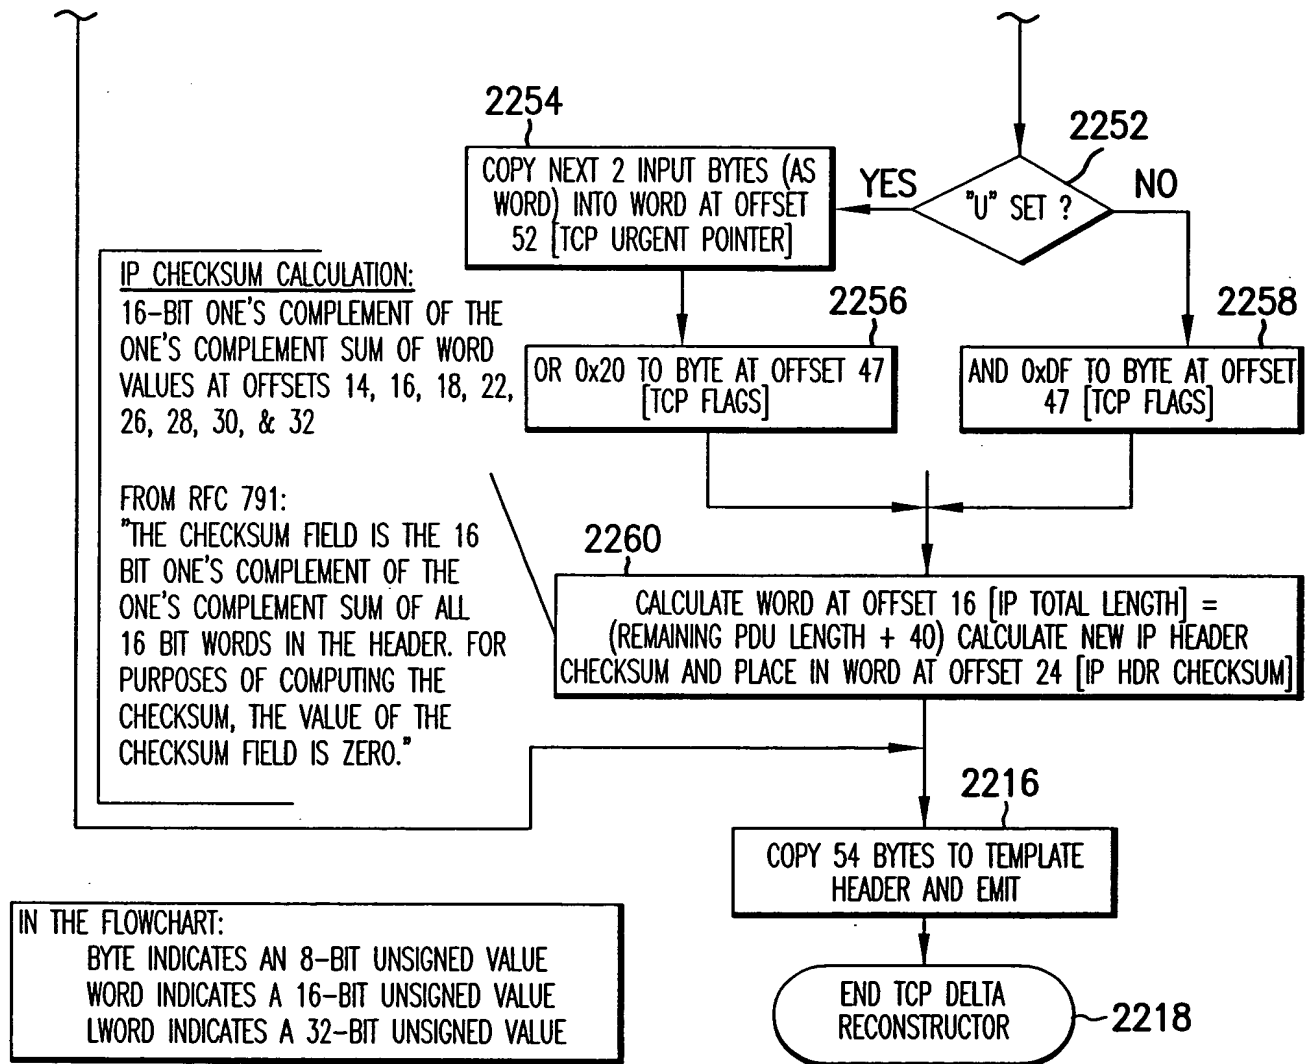 2254
COPY NEXT 2 INPUT BYTES (AS
WORD) INTO WORD AT OFFSET
52 [TCP URGENT POINTER]
YES
2252
"U" SET ?
NO
IP CHECKSUM CALCULATION:
16-BIT ONE'S COMPLEMENT OF THE
ONE'S COMPLEMENT SUM OF WORD
VALUES AT OFFSETS 14, 16, 18, 22,
26, 28, 30, & 32
FROM RFC 791:
"THE CHECKSUM FIELD IS THE 16
BIT ONE'S COMPLEMENT OF THE
ONE'S COMPLEMENT SUM OF ALL
16 BIT WORDS IN THE HEADER. FOR
PURPOSES OF COMPUTING THE
CHECKSUM, THE VALUE OF THE
CHECKSUM FIELD IS ZERO."
2256
OR 0x20 TO BYTE AT OFFSET 47
[TCP FLAGS]
2258
AND 0xDF TO BYTE AT OFFSET
47 [TCP FLAGS]
2260
CALCULATE WORD AT OFFSET 16 [IP TOTAL LENGTH] =
(REMAINING PDU LENGTH + 40) CALCULATE NEW IP HEADER
CHECKSUM AND PLACE IN WORD AT OFFSET 24 [IP HDR CHECKSUM]
2216
COPY 54 BYTES TO TEMPLATE
HEADER AND EMIT
IN THE FLOWCHART:
BYTE INDICATES AN 8-BIT UNSIGNED VALUE
WORD INDICATES A 16-BIT UNSIGNED VALUE
LWORD INDICATES A 32-BIT UNSIGNED VALUE
END TCP DELTA
RECONSTRUCTOR
2218